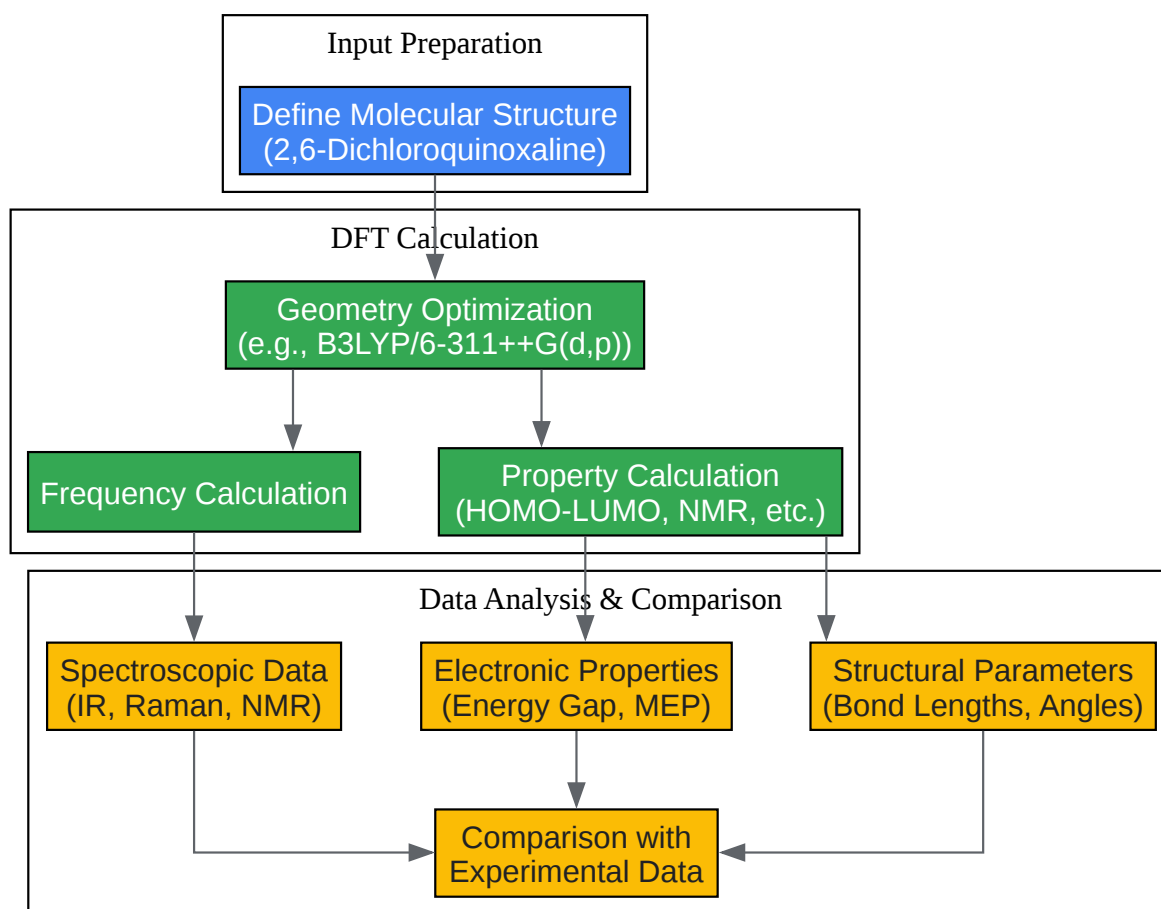 Input Preparation
Define Molecular Structure
(2,6-Dichloroquinoxaline)
DFT Calculation
Geometry Optimization
(e.g., B3LYP/6-311++G(d,p))
Frequency Calculation
Property Calculation
(HOMO-LUMO, NMR, etc.)
Data Analysis & Comparison
Spectroscopic Data
(IR, Raman, NMR)
Electronic Properties
(Energy Gap, MEP)
Structural Parameters
(Bond Lengths, Angles)
Comparison with
Experimental Data